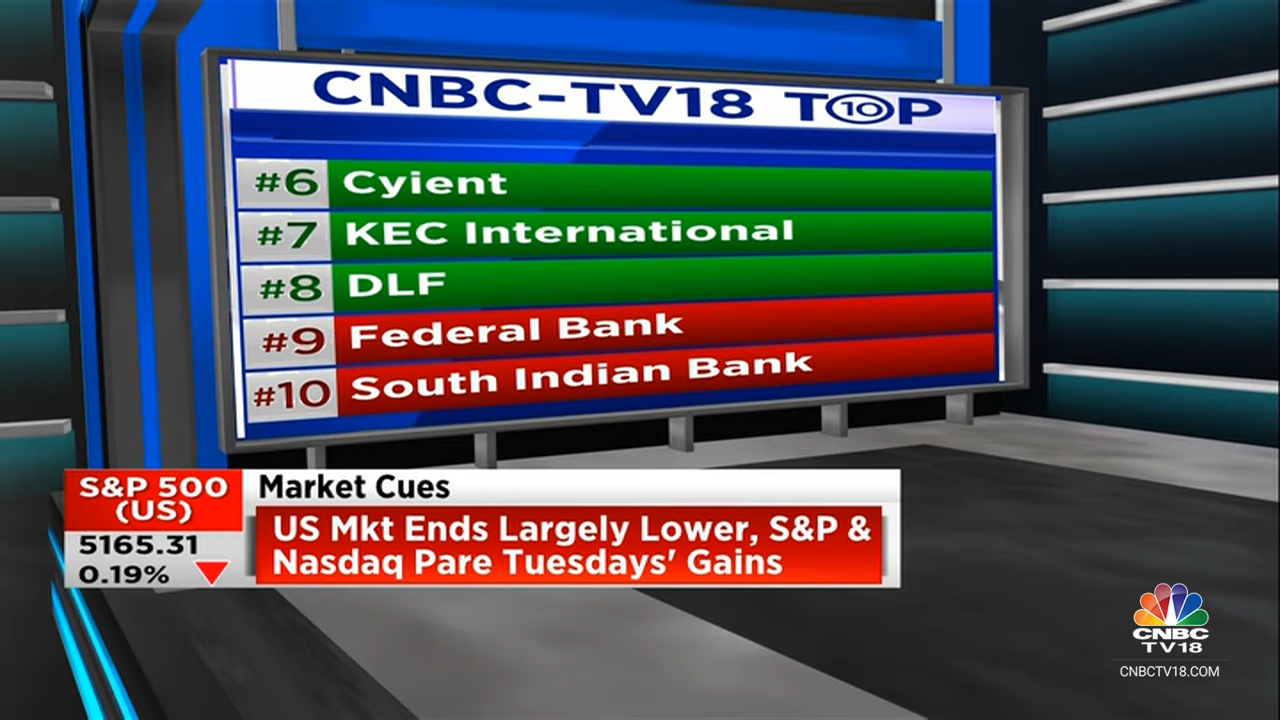 CNBC-TV18 TOP
10
#6 Cyient
#7 KEC International
#8 DLF
#9 Federal Bank
#10 South Indian Bank
S&P 500
(US)
5165.31
0.19%
Market Cues
US Mkt Ends Largely Lower, S&P &
Nasdaq Pare Tuesdays' Gains
CNBC
TV18
CNBCTV18.COM